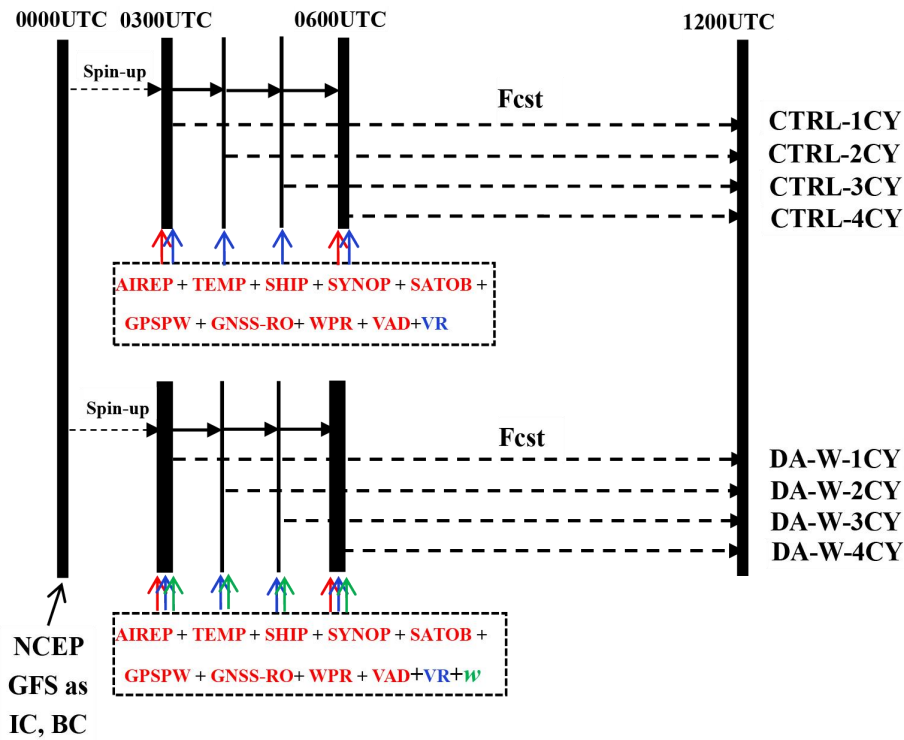 0000UTC 0300UTC 0600UTC 1200UTC
Spin-up
Fcst
CTRL-1CY
CTRL-2CY
CTRL-3CY
CTRL-4CY
AIREP + TEMP + SHIP + SYNOP + SATOB +
GPSPW + GNSS-RO+ WPR + VAD+VR
Spin-up
Fcst
DA-W-1CY
DA-W-2CY
DA-W-3CY
DA-W-4CY
AIREP + TEMP + SHIP + SYNOP + SATOB +
GPSPW + GNSS-RO+ WPR + VAD+VR+w
NCEP
GFS as
IC, BC